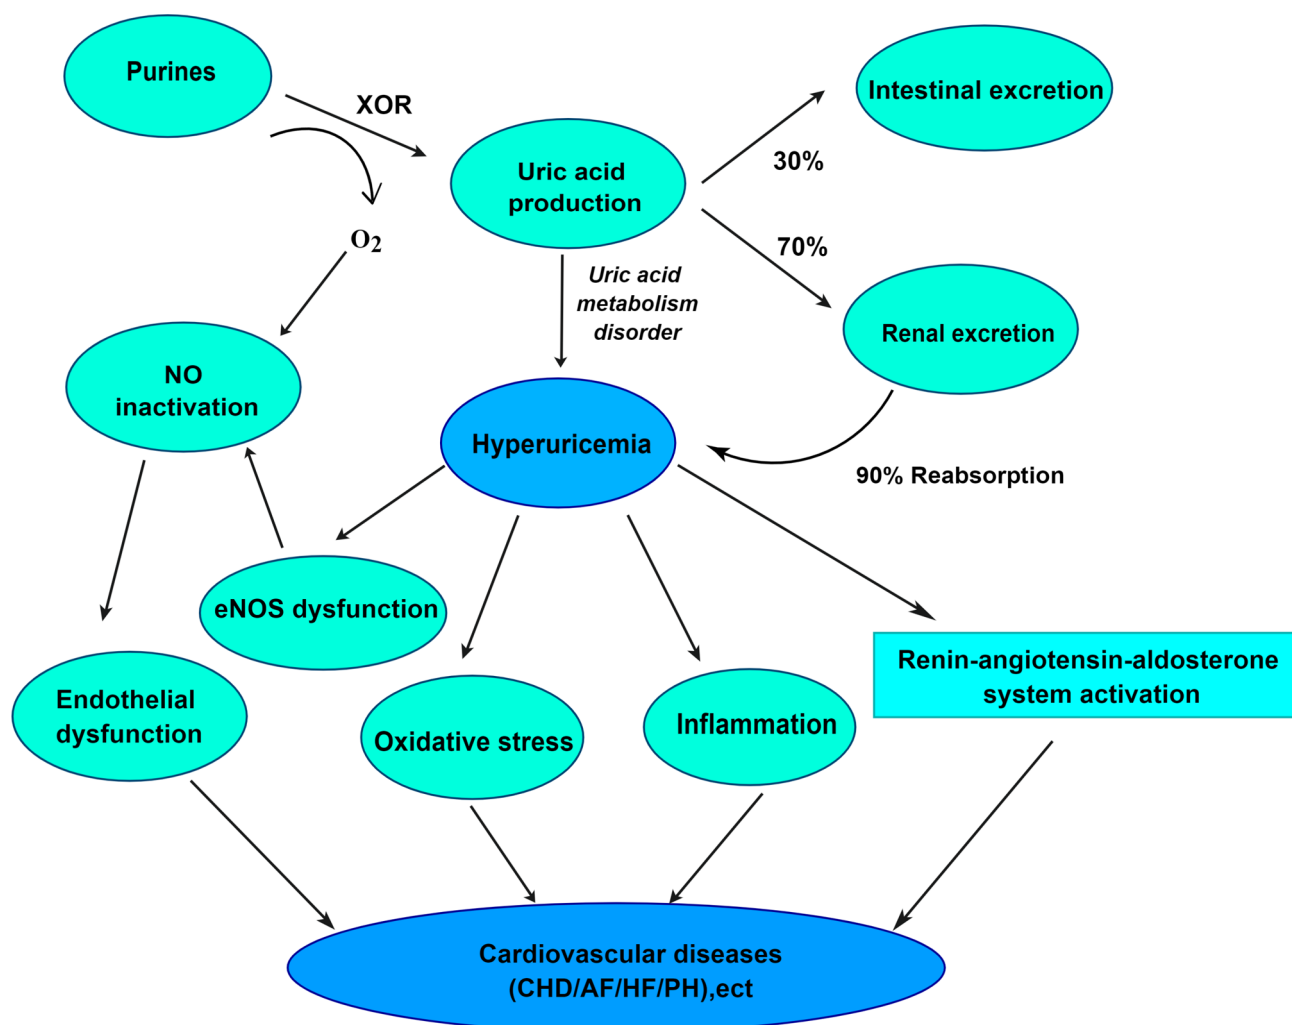 Purines
XOR
Intestinal excretion
30%
Uric acid
production
O2
70%
Uric acid
metabolism
disorder
Renal excretion
NO
inactivation
Hyperuricemia
90% Reabsorption
eNOS dysfunction
Renin-angiotensin-aldosterone
system activation
Endothelial
dysfunction
Oxidative stress
Inflammation
Cardiovascular diseases
(CHD/AF/HF/PH),ect